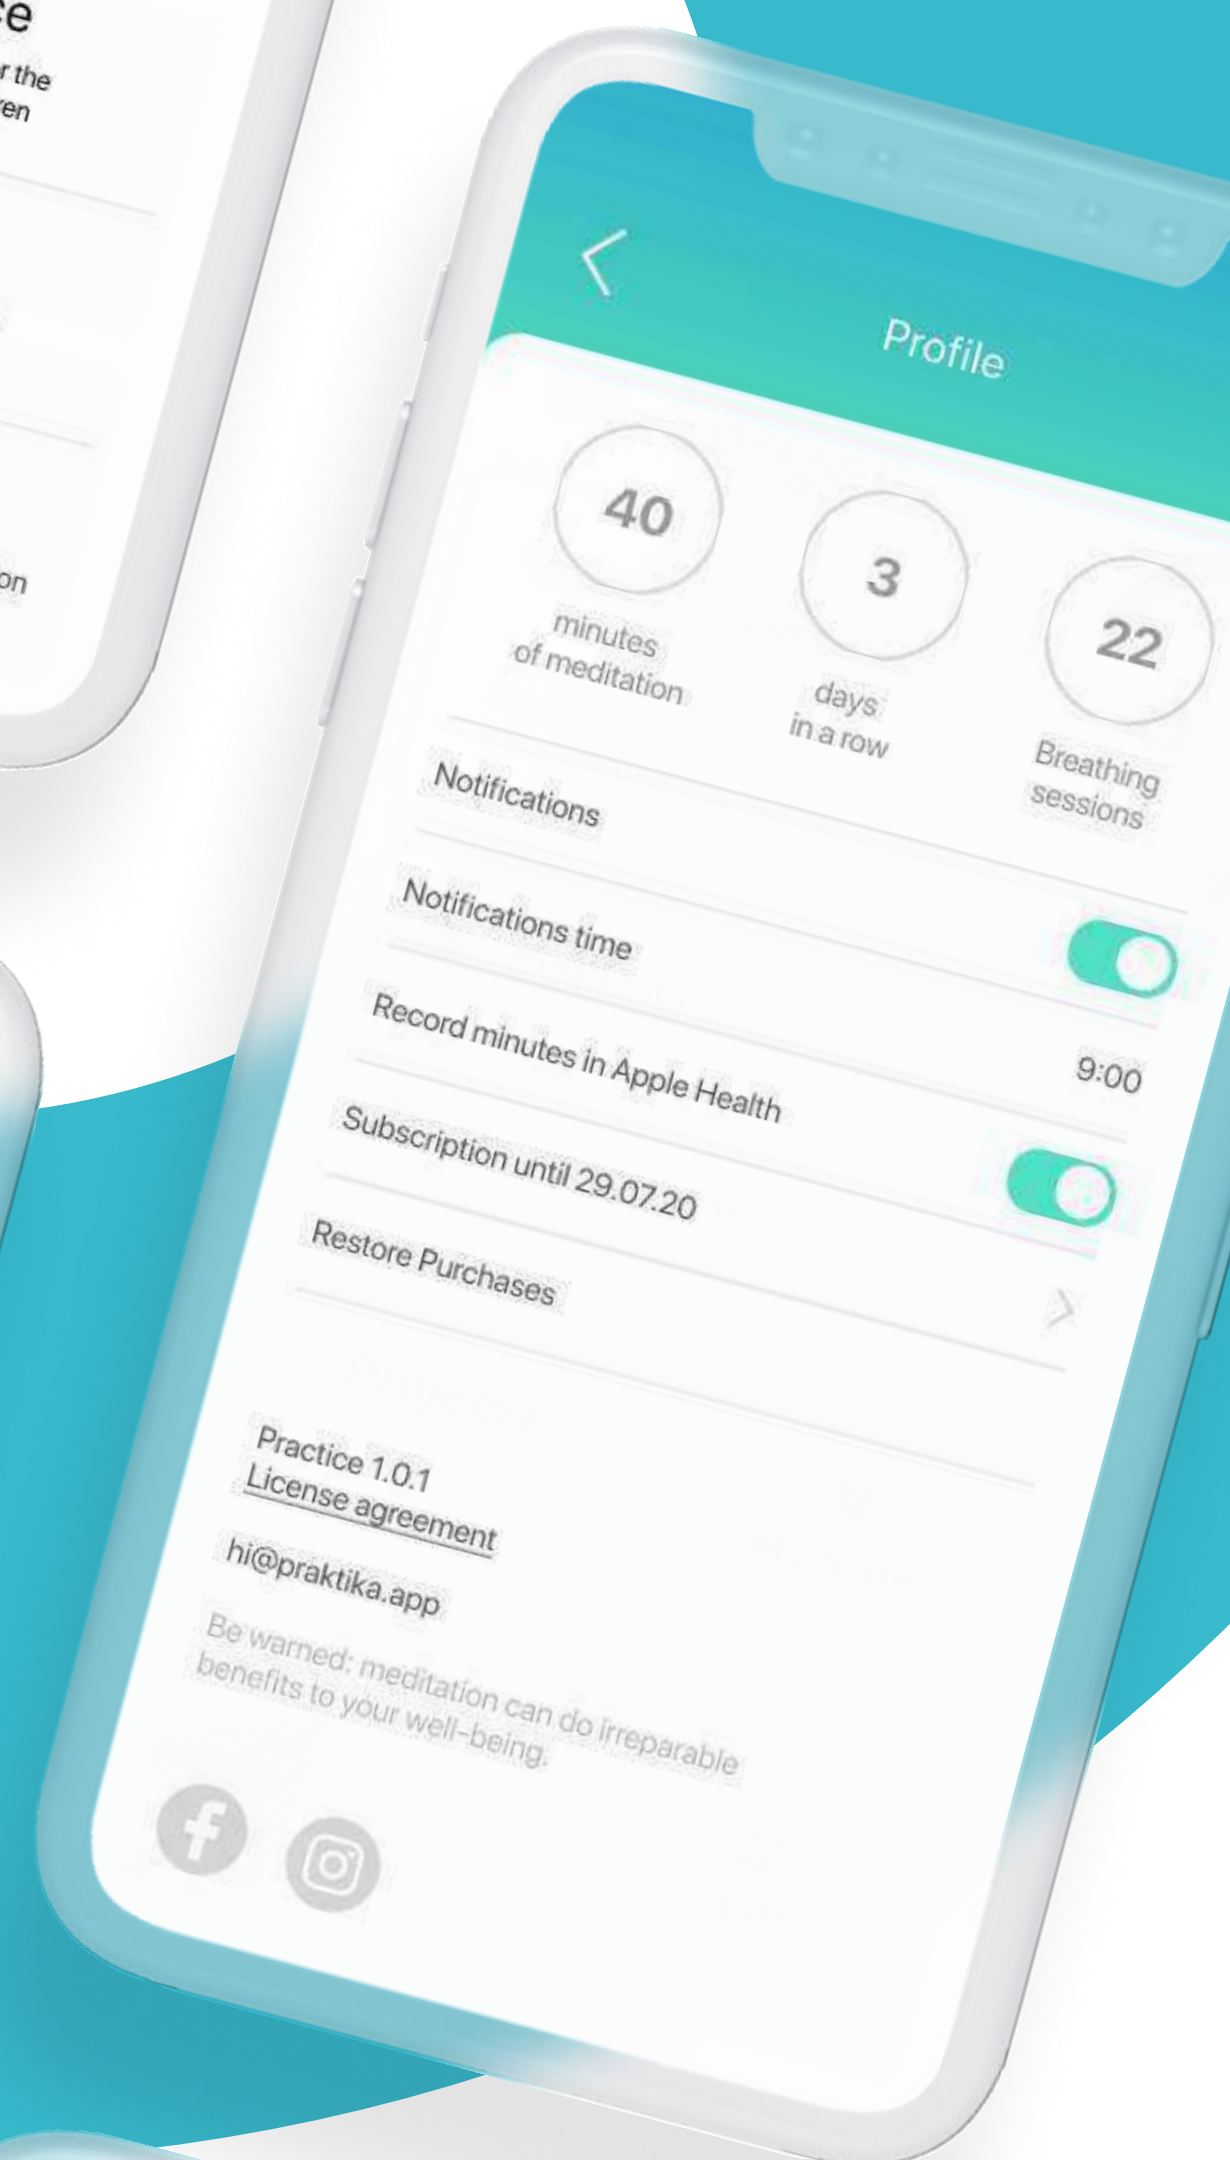 r the
on
Profile
40
3
22
minutes
of meditation
days
in a row
Breathing
sessions
Notifications
Notifications time
9:00
Record minutes in Apple Health
Subscription until 29.07.20
Restore Purchases
Practice 1.0.1
License agreement
hi@praktika.app
Be warned: meditation can do irreparable
benefits to your well-being.